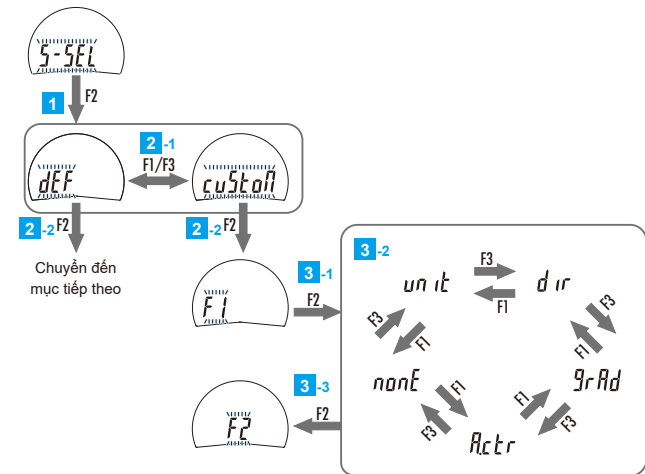 S-SEL
1 F2
2 -1
F1/F3
dEF
cuStoM
2 -2 F2
2 -2 F2
Chuyển đến
mục tiếp theo
3 -1
F2
F1
3 -2
unit
F3
F1
dir
F3
F1
F3
F1
nonE
grAd
F1
F3
F1
F3
A.ctr
3 -3
F2
F2